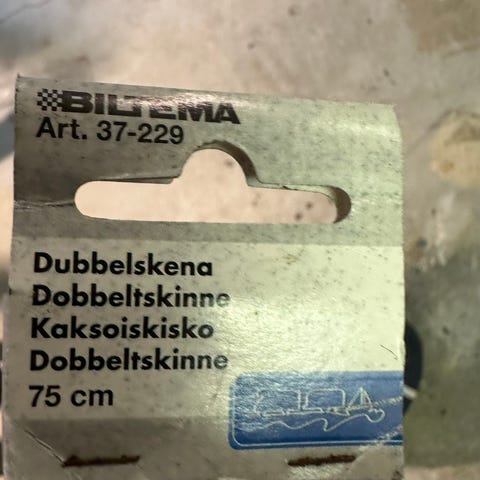 BILTEMA
Art. 37-229
Dubbelskena
Dobbeltskinne
Kaksoiskisko
Dobbeltskinne
75 cm